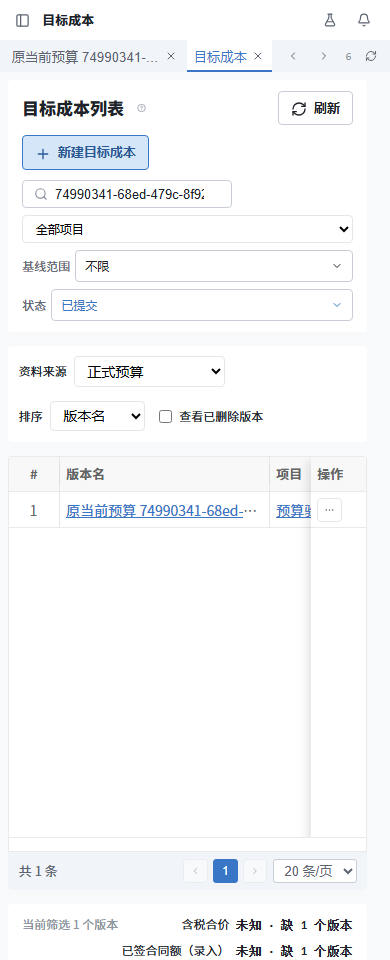 目标成本
原当前预算 74990341-... 目标成本 6
目标成本列表 刷新
新建目标成本
74990341-68ed-479c-8f92
全部项目
基线范围 不限
状态 已提交
资料来源 正式预算
排序 版本名 查看已删除版本
# 版本名 项目 操作
1 原当前预算 74990341-68ed-··· 预算 ···
共 1 条 1 20 条/页
当前筛选 1 个版本 含税合价 未知 · 缺 1 个版本
已签合同额（录入） 未知 · 缺 1 个版本